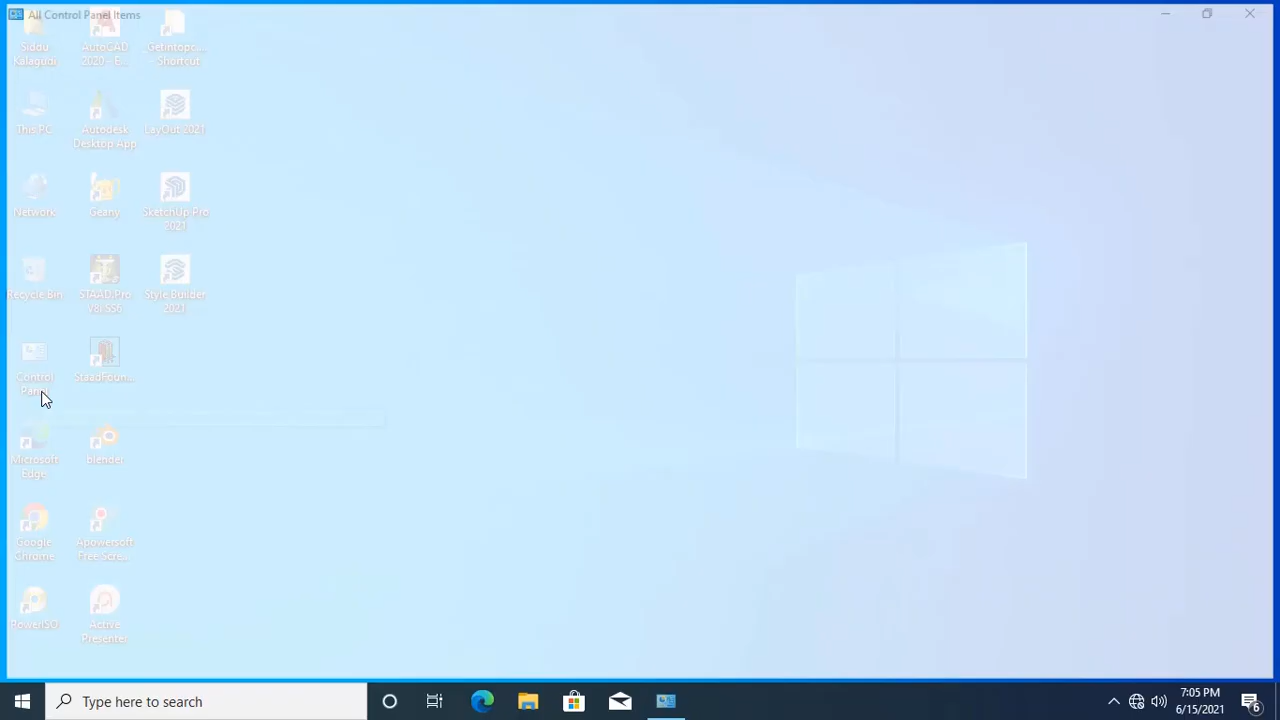 All Control Panel Items
Siddu
Kalagudi
AutoCAD
2020 - E...
Getintopc...
- Shortcut
This PC
Autodesk
Desktop App
LayOut 2021
Network
Geany
SketchUp Pro
2021
Recycle Bin
STAAD.Pro
V8i SS6
Style Builder
2021
Control
Panel
StaadFoun...
Microsoft
Edge
blender
Google
Chrome
Apowersoft
Free Scre...
PowerISO
Active
Presenter
Type here to search
7:05 PM
6/15/2021
6